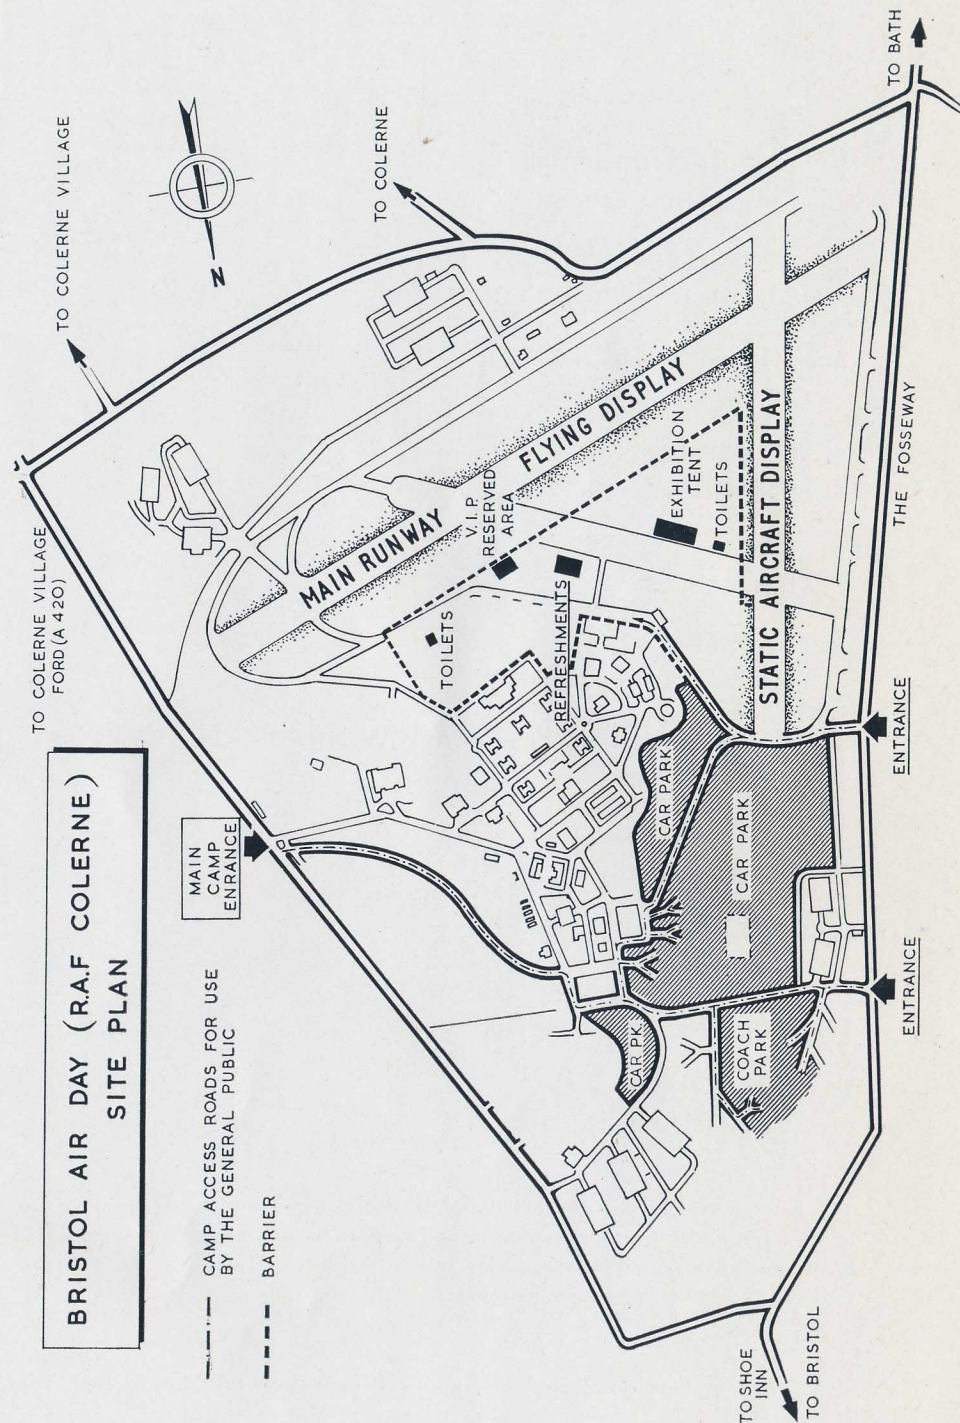 BRISTOL AIR DAY (R.A.F COLERNE)
SITE PLAN
CAMP ACCESS ROADS FOR USE
BY THE GENERAL PUBLIC
BARRIER
TO COLERNE VILLAGE
FORD (A 420)
TO COLERNE VILLAGE
N
TO COLERNE
TO BATH
MAIN
CAMP
ENTRANCE
MAIN RUNWAY
FLYING DISPLAY
V.I.P.
RESERVED
AREA
TOILETS
REFRESHMENTS
EXHIBITION
TENT
TOILETS
STATIC AIRCRAFT DISPLAY
CAR PARK
CAR PARK
CAR PK.
COACH
PARK
THE FOSSEWAY
ENTRANCE
ENTRANCE
TO SHOE
INN
TO BRISTOL